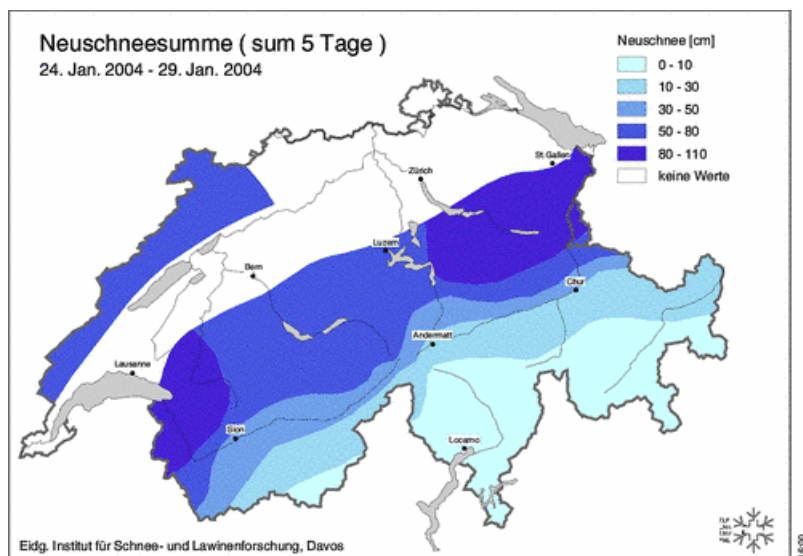 Neuschneesumme ( sum 5 Tage )
24. Jan. 2004 - 29. Jan. 2004
Neuschnee [cm]
0 - 10
10 - 30
30 - 50
50 - 80
80 - 110
keine Werte
St.Gallen
Zürich
Luzern
Bern
Chur
Andermatt
Lausanne
Sion
Locarno
Eidg. Institut für Schnee- und Lawinenforschung, Davos